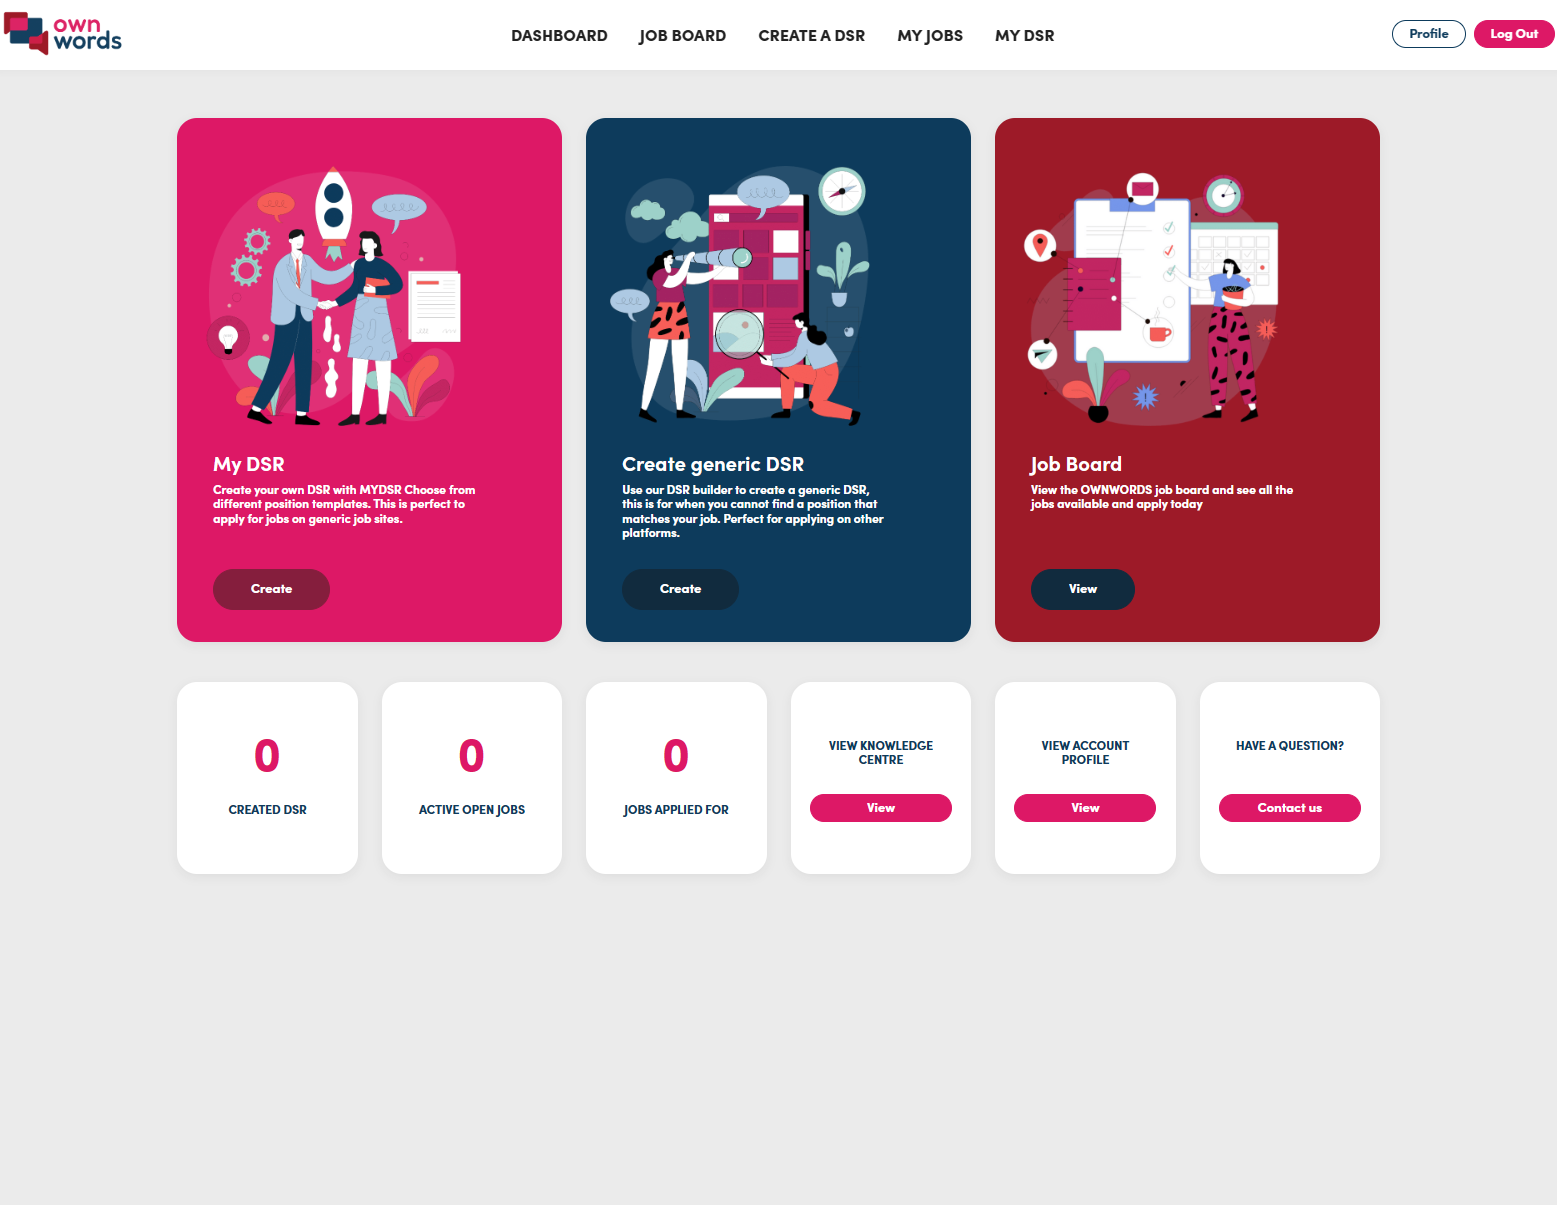 own
words
DASHBOARD
JOB BOARD
CREATE A DSR
MY JOBS
MY DSR
Profile
Log Out
My DSR
Create your own DSR with MYDSR Choose from
different position templates. This is perfect to
apply for jobs on generic job sites.
Create
Create generic DSR
Use our DSR builder to create a generic DSR,
this is for when you cannot find a position that
matches your job. Perfect for applying on other
platforms.
Create
Job Board
View the OWNWORDS job board and see all the
jobs available and apply today
View
0
CREATED DSR
0
ACTIVE OPEN JOBS
0
JOBS APPLIED FOR
VIEW KNOWLEDGE
CENTRE
View
VIEW ACCOUNT
PROFILE
View
HAVE A QUESTION?
Contact us